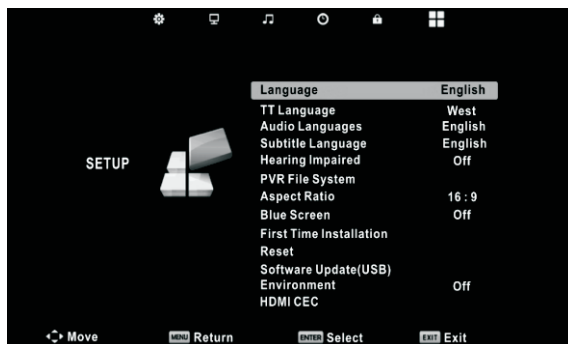 Language English
TT Language West
Audio Languages English
Subtitle Language English
SETUP
Hearing Impaired Off
PVR File System
Aspect Ratio 16 : 9
Blue Screen Off
First Time Installation
Reset
Software Update(USB)
Environment Off
HDMI CEC
Move MENU Return ENTER Select EXIT Exit